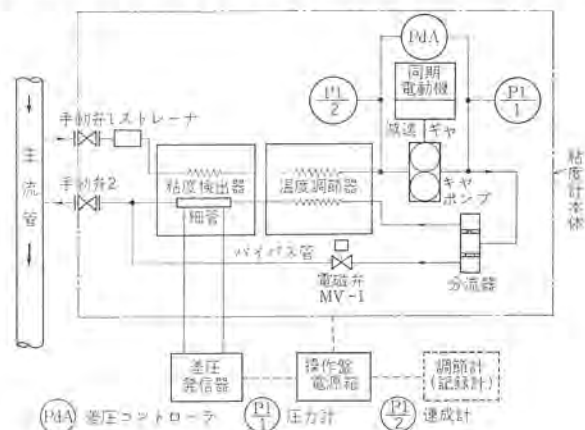 PdA
同期
電動機
PI
2
PI
1
減速 ギヤ
手動弁1 ストレーナ
主流管
粘度検出器
温度調節器
ギヤ
ポンプ
粘度計本体
手動弁2
細管
バイパス管
電磁弁
MV-1
分流器
差圧
発信器
操作盤
電源箱
調節計
(記録計)
PdA 差圧コントローラ
PI
1
圧力計
PI
2
連成計